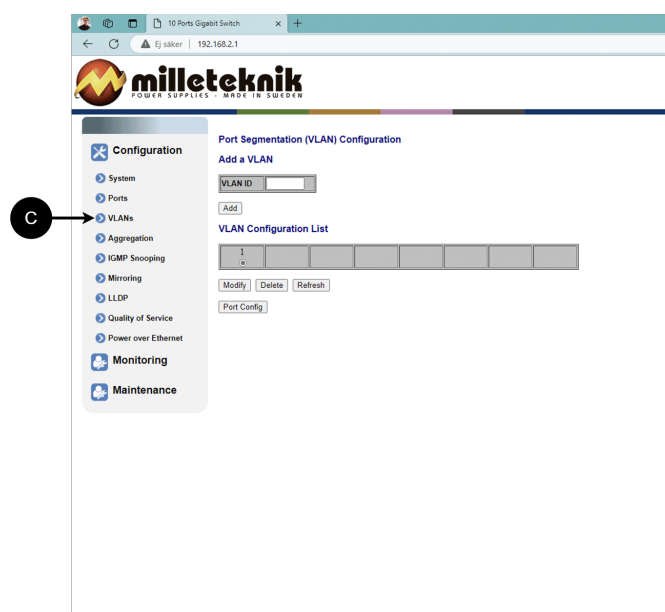 10 Ports Gigabit Switch
Ej säker | 192.168.2.1
milleteknik
POWER SUPPLIES - MADE IN SWEDEN
Configuration
System
Ports
C
VLANs
Aggregation
IGMP Snooping
Mirroring
LLDP
Quality of Service
Power over Ethernet
Monitoring
Maintenance
Port Segmentation (VLAN) Configuration
Add a VLAN
VLAN ID
Add
VLAN Configuration List
1
Modify Delete Refresh
Port Config